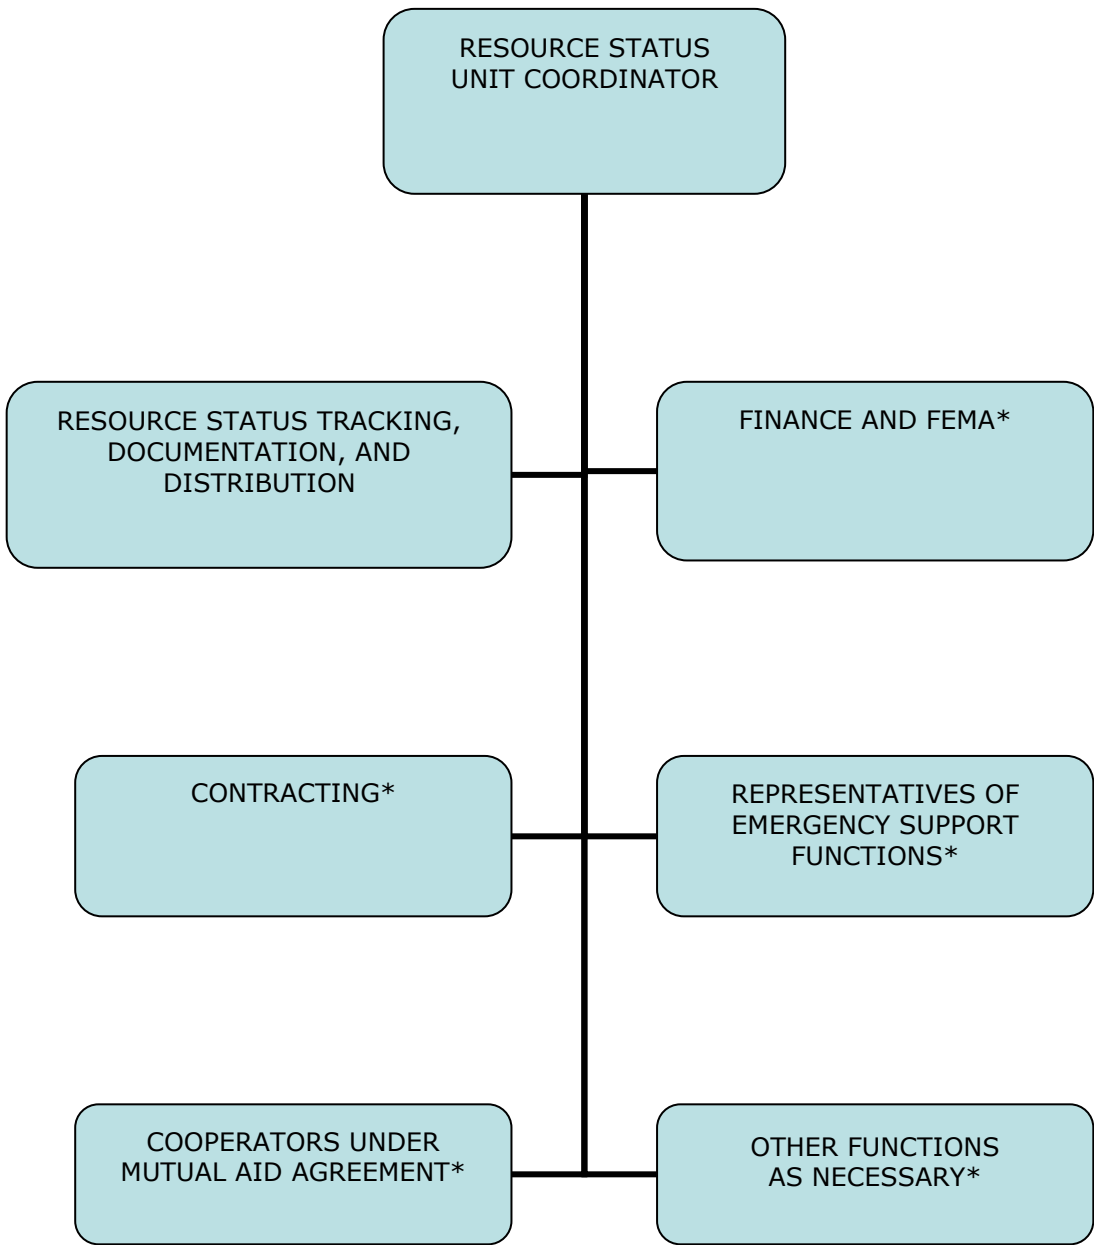 RESOURCE STATUS
UNIT COORDINATOR
RESOURCE STATUS TRACKING,
DOCUMENTATION, AND
DISTRIBUTION
FINANCE AND FEMA*
CONTRACTING*
REPRESENTATIVES OF
EMERGENCY SUPPORT
FUNCTIONS*
COOPERATORS UNDER
MUTUAL AID AGREEMENT*
OTHER FUNCTIONS
AS NECESSARY*